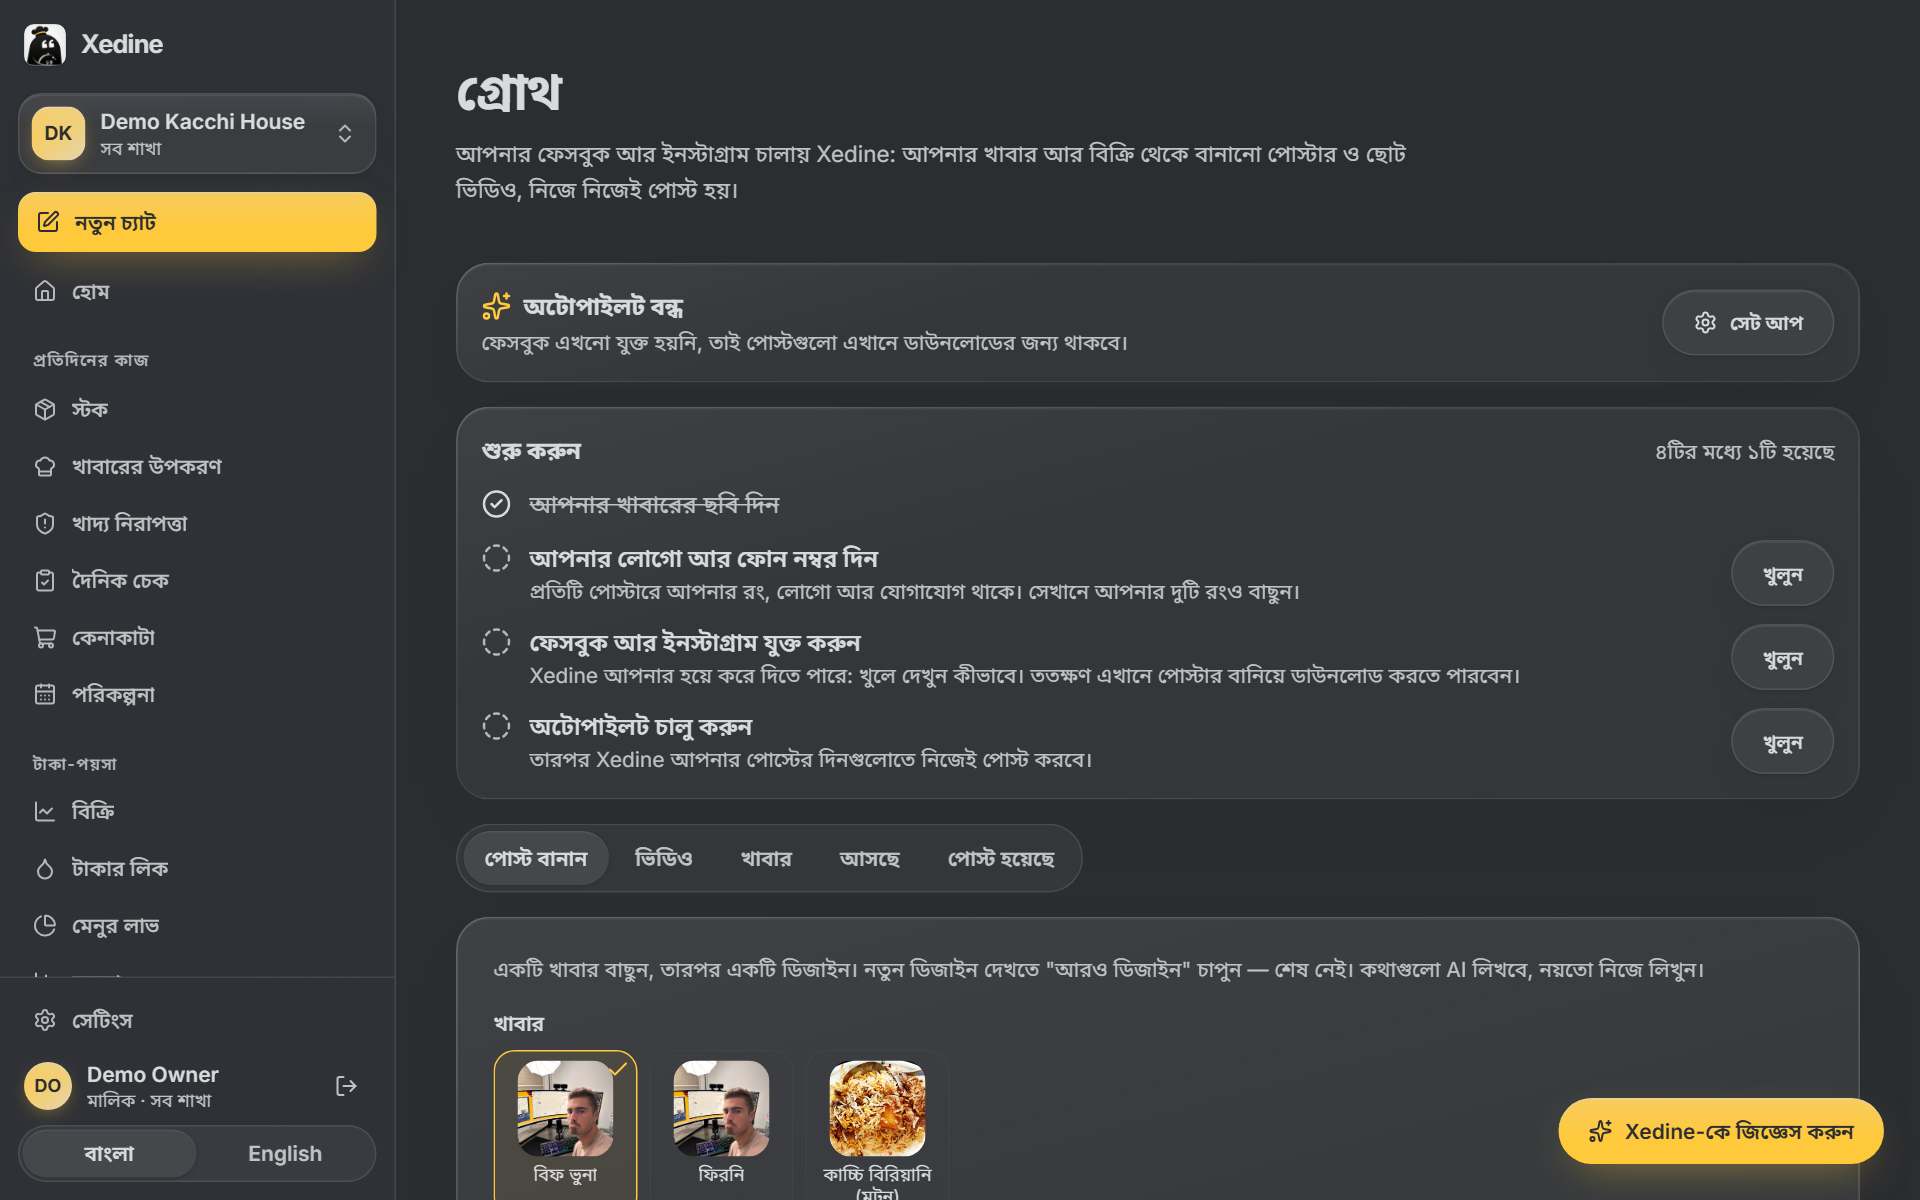 Xedine
DK
Demo Kacchi House
সব শাখা
নতুন চ্যাট
হোম
প্রতিদিনের কাজ
স্টক
খাবারের উপকরণ
খাদ্য নিরাপত্তা
দৈনিক চেক
কেনাকাটা
পরিকল্পনা
টাকা-পয়সা
বিক্রি
টাকার লিক
মেনুর লাভ
সেটিংস
DO
Demo Owner
মালিক · সব শাখা
বাংলা
English
গ্রোথ
আপনার ফেসবুক আর ইনস্টাগ্রাম চালায় Xedine: আপনার খাবার আর বিক্রি থেকে বানানো পোস্টার ও ছোট
ভিডিও, নিজে নিজেই পোস্ট হয়।
অটোপাইলট বন্ধ
ফেসবুক এখনো যুক্ত হয়নি, তাই পোস্টগুলো এখানে ডাউনলোডের জন্য থাকবে।
সেট আপ
শুরু করুন
৪টির মধ্যে ১টি হয়েছে
আপনার খাবারের ছবি দিন
আপনার লোগো আর ফোন নম্বর দিন
প্রতিটি পোস্টারে আপনার রং, লোগো আর যোগাযোগ থাকে। সেখানে আপনার দুটি রংও বাছুন।
খুলুন
ফেসবুক আর ইনস্টাগ্রাম যুক্ত করুন
Xedine আপনার হয়ে করে দিতে পারে: খুলে দেখুন কীভাবে। ততক্ষণ এখানে পোস্টার বানিয়ে ডাউনলোড করতে পারবেন।
খুলুন
অটোপাইলট চালু করুন
তারপর Xedine আপনার পোস্টের দিনগুলোতে নিজেই পোস্ট করবে।
খুলুন
পোস্ট বানান
ভিডিও
খাবার
আসছে
পোস্ট হয়েছে
একটি খাবার বাছুন, তারপর একটি ডিজাইন। নতুন ডিজাইন দেখতে "আরও ডিজাইন" চাপুন — শেষ নেই। কথাগুলো AI লিখবে, নয়তো নিজে লিখুন।
খাবার
বিফ ভুনা
ফিরনি
কাচ্চি বিরিয়ানি
(মটন)
Xedine-কে জিজ্ঞেস করুন